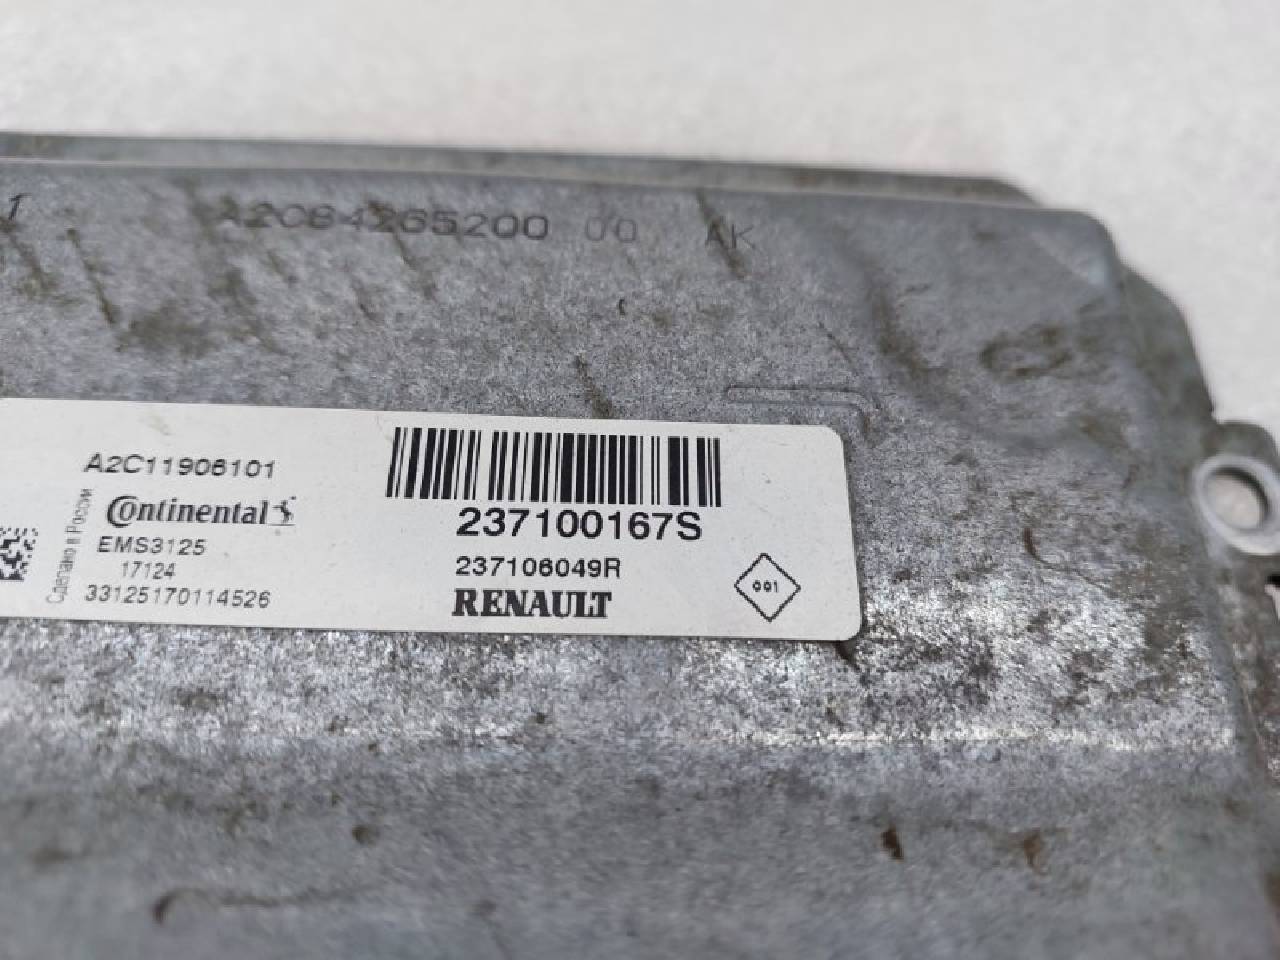 A2C84265200 00 AK
A2C11906101
Continental
EMS3125
17124
33125170114526
Сделано в России
237100167S
237106049R
RENAULT
001